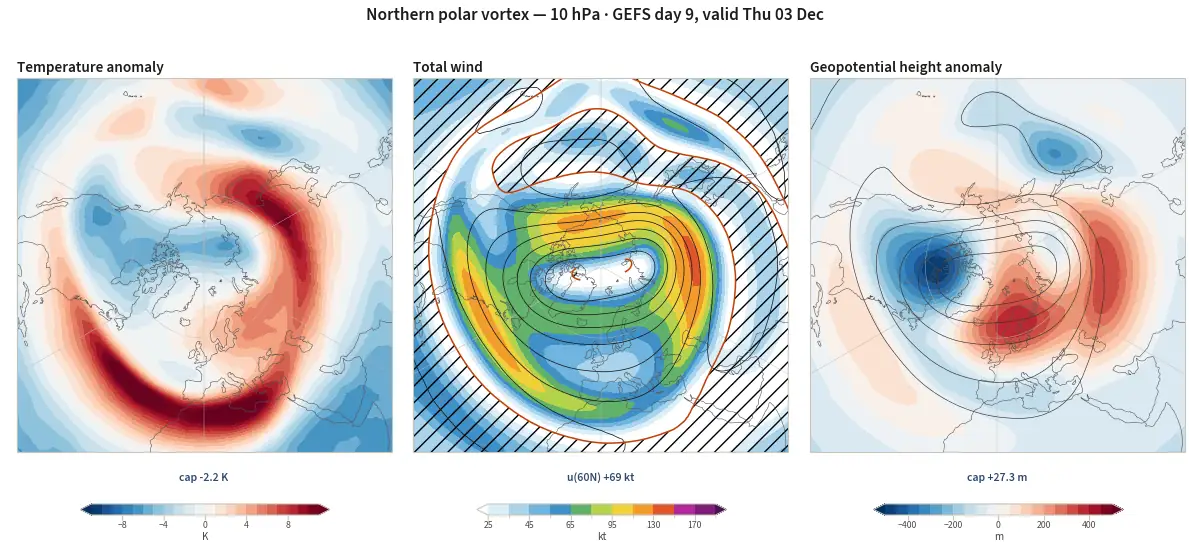 Northern polar vortex — 10 hPa · GEFS day 9, valid Thu 03 Dec
Temperature anomaly
Total wind
Geopotential height anomaly
cap -2.2 K
u(60N) +69 kt
cap +27.3 m
−8 −4 0 4 8
K
25 45 65 95 130 170
kt
−400 −200 0 200 400
m